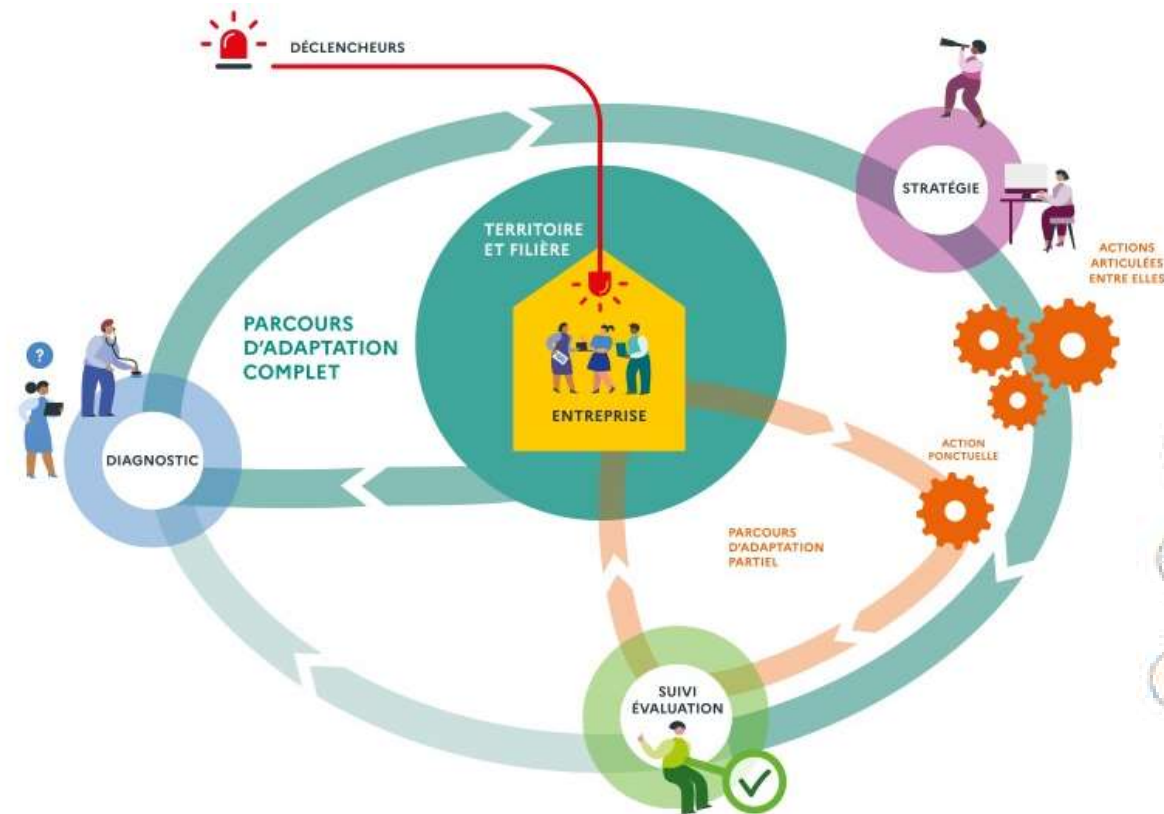 DÉCLENCHEURS
STRATÉGIE
TERRITOIRE
ET FILIÈRE
ACTIONS
ARTICULÉES
ENTRE ELLES
PARCOURS
D'ADAPTATION
COMPLET
?
ENTREPRISE
DIAGNOSTIC
ACTION
PONCTUELLE
PARCOURS
D'ADAPTATION
PARTIEL
SUIVI
ÉVALUATION